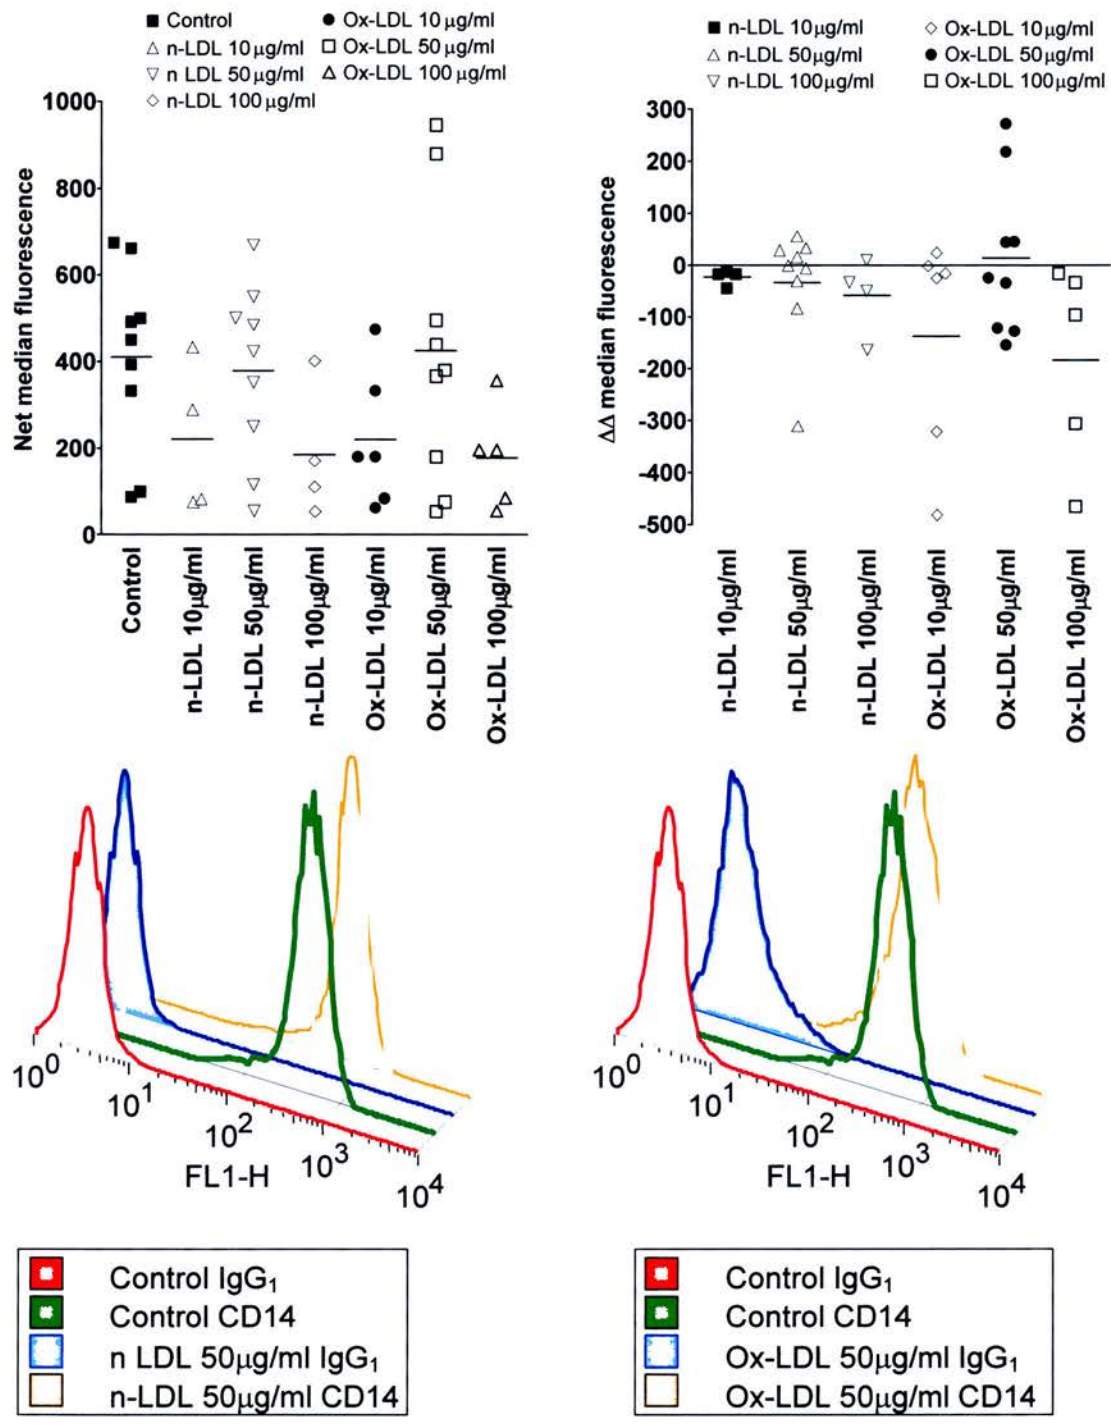 ■ Control
△ n-LDL 10 µg/ml
▽ n LDL 50 µg/ml
◇ n-LDL 100 µg/ml
● Ox-LDL 10 µg/ml
□ Ox-LDL 50 µg/ml
△ Ox-LDL 100 µg/ml
Net median fluorescence
1000
800
600
400
200
0
Control
n-LDL 10µg/ml
n-LDL 50µg/ml
n-LDL 100µg/ml
Ox-LDL 10µg/ml
Ox-LDL 50µg/ml
Ox-LDL 100µg/ml
■ n-LDL 10µg/ml
△ n-LDL 50µg/ml
▽ n-LDL 100µg/ml
◇ Ox-LDL 10µg/ml
● Ox-LDL 50µg/ml
□ Ox-LDL 100µg/ml
ΔΔ median fluorescence
300
200
100
0
-100
-200
-300
-400
-500
n-LDL 10µg/ml
n-LDL 50µg/ml
n-LDL 100µg/ml
Ox-LDL 10µg/ml
Ox-LDL 50µg/ml
Ox-LDL 100µg/ml
10⁰
10¹
10²
10³
10⁴
FL1-H
10⁰
10¹
10²
10³
10⁴
FL1-H
Control IgG₁
Control CD14
n LDL 50µg/ml IgG₁
n-LDL 50µg/ml CD14
Control IgG₁
Control CD14
Ox-LDL 50µg/ml IgG₁
Ox-LDL 50µg/ml CD14